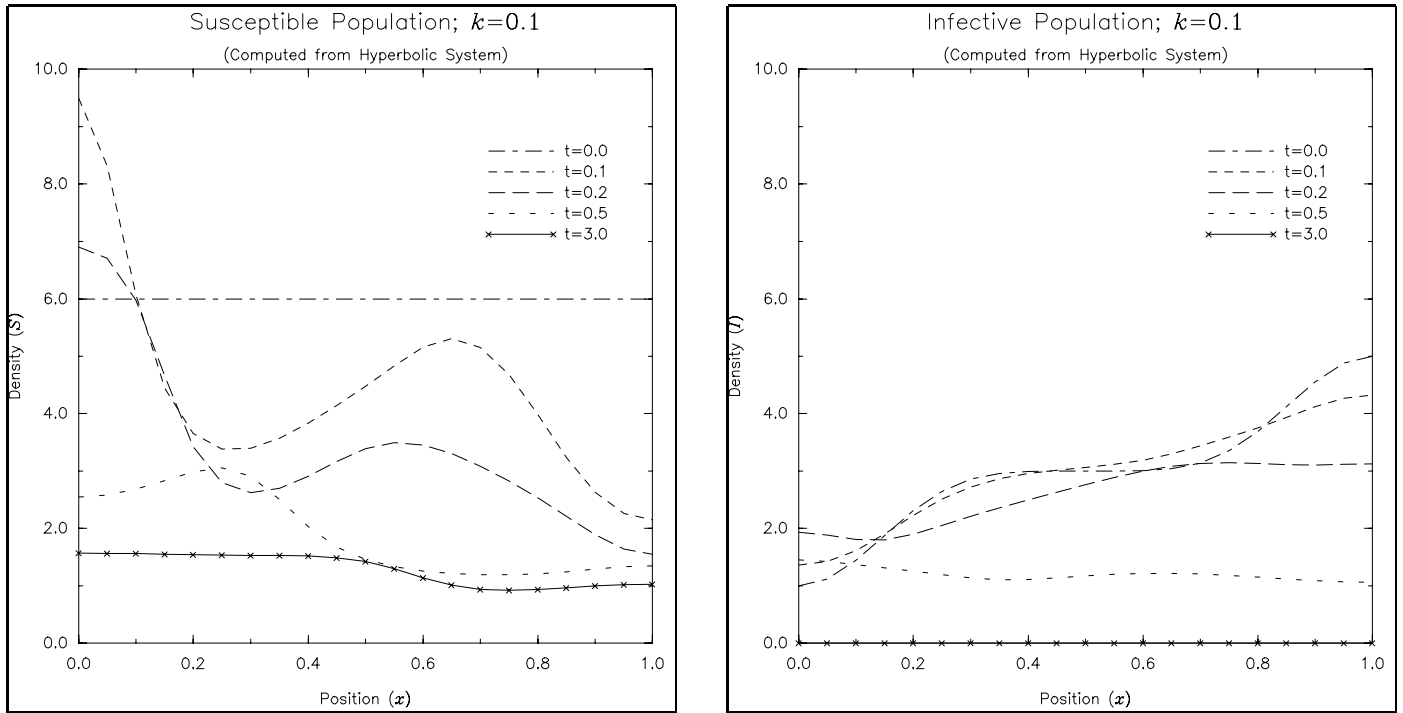 Susceptible Population; k=0.1
(Computed from Hyperbolic System)
10.0
8.0
6.0
4.0
2.0
0.0
Density (S)
t=0.0
t=0.1
t=0.2
t=0.5
t=3.0
0.0 0.2 0.4 0.6 0.8 1.0
Position (x)
Infective Population; k=0.1
(Computed from Hyperbolic System)
10.0
8.0
6.0
4.0
2.0
0.0
Density (I)
t=0.0
t=0.1
t=0.2
t=0.5
t=3.0
0.0 0.2 0.4 0.6 0.8 1.0
Position (x)